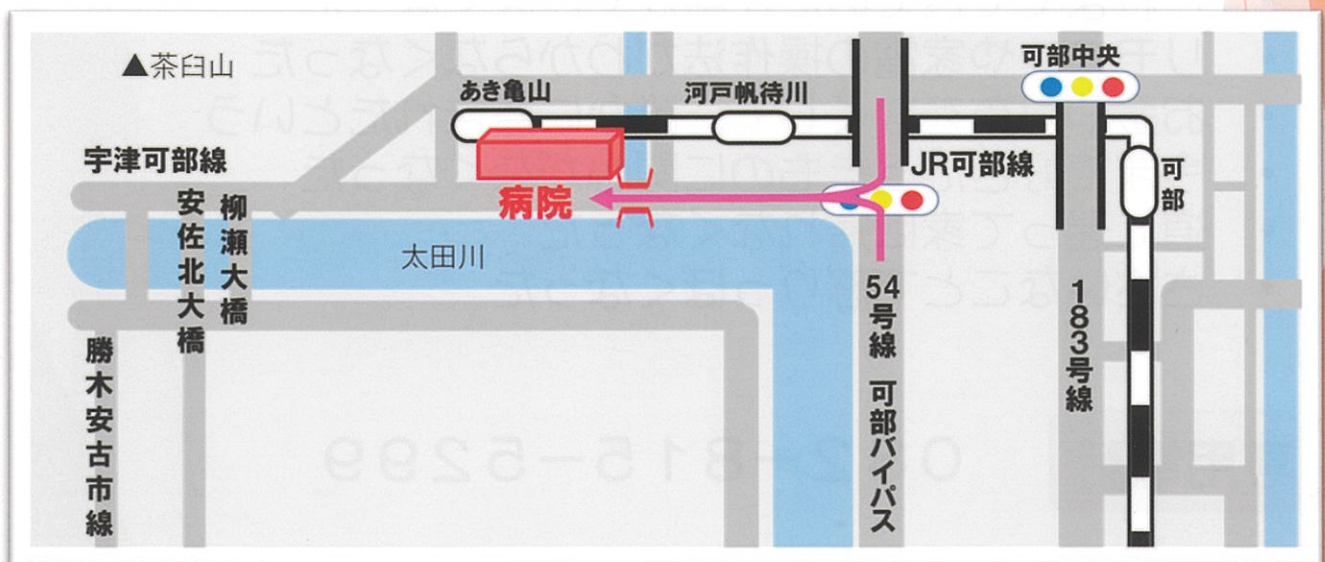 ▲茶臼山
可部中央
あき亀山
河戸帆待川
宇津可部線
JR可部線
可部
病院
安佐北大橋
柳瀬大橋
太田川
54号線 可部バイパス
183号線
勝木安古市線